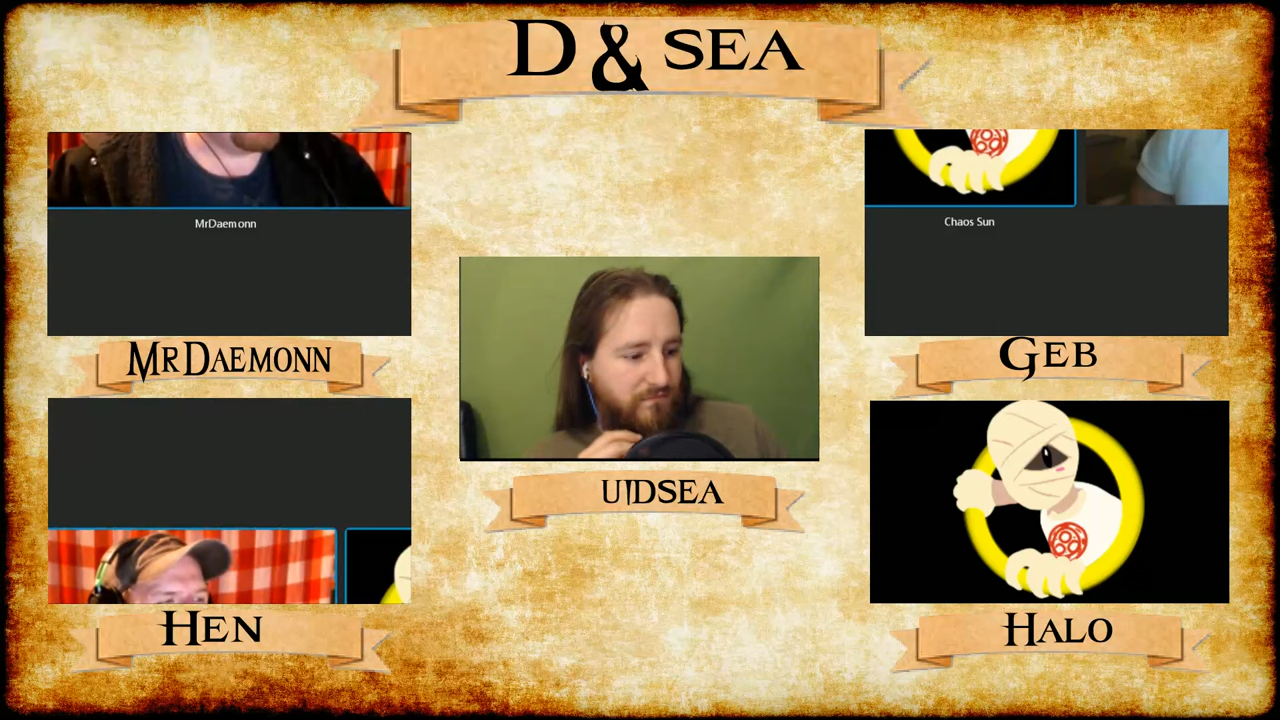 D & SEA
MrDaemonn
Chaos Sun
MRDAEMONN
GEB
UIDSEA
HEN
HALO